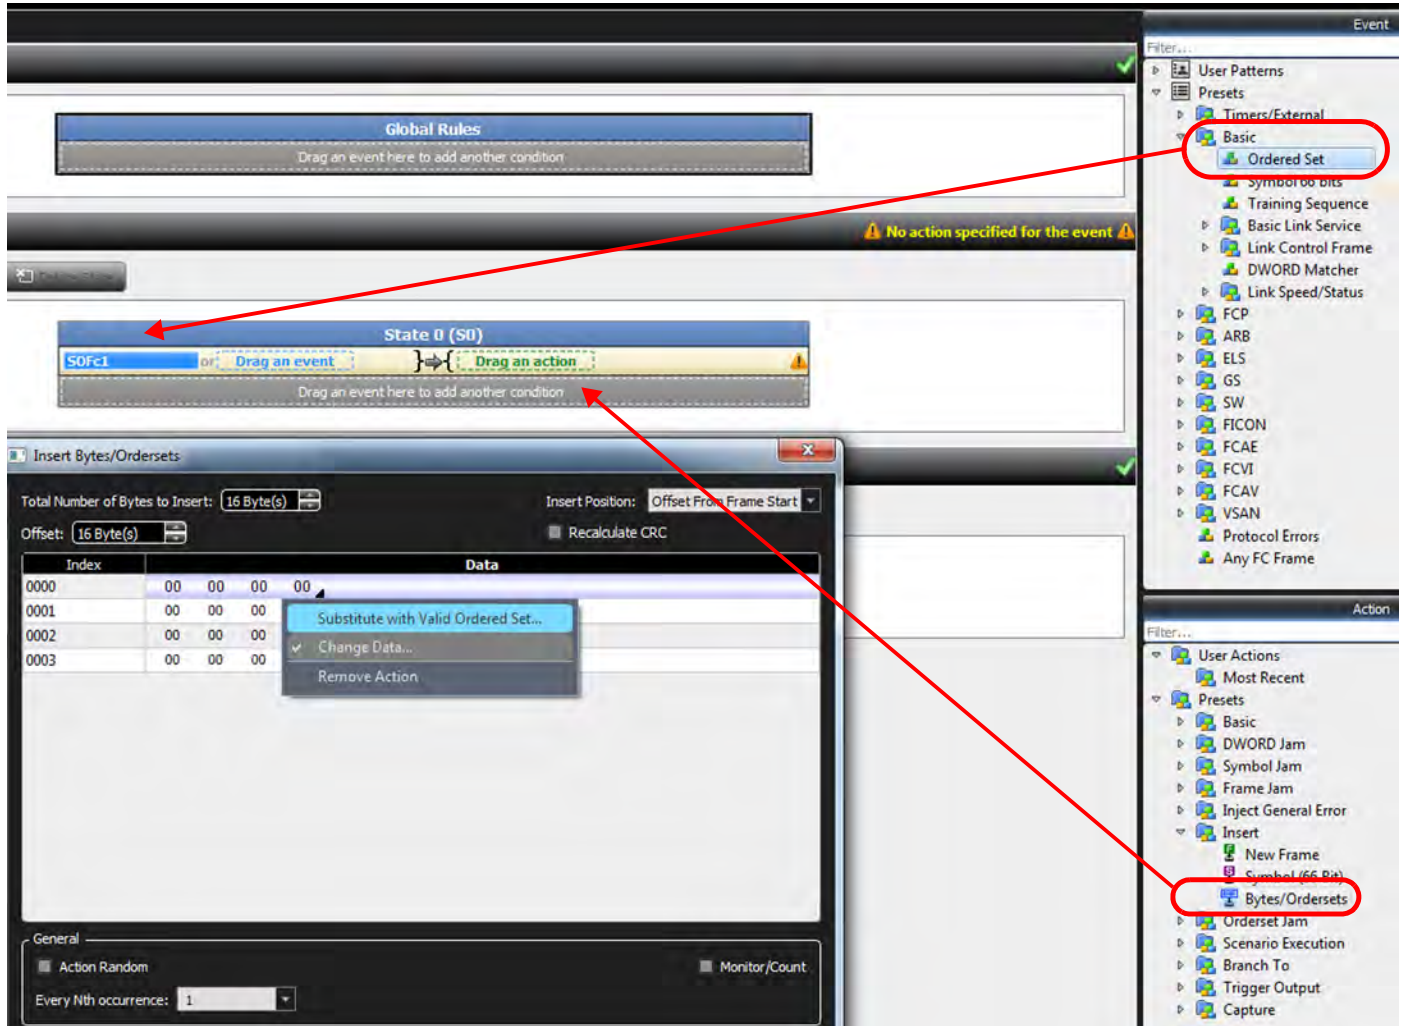 Event
Filter...
User Patterns
Presets
Timers/External
Basic
Ordered Set
Symbol 66 bits
Training Sequence
Basic Link Service
Link Control Frame
DWORD Matcher
Link Speed/Status
FCP
ARB
ELS
GS
SW
FICON
FCAE
FCVI
FCAV
VSAN
Protocol Errors
Any FC Frame
Global Rules
Drag an event here to add another condition
No action specified for the event
State 0 (S0)
SOFc1 or Drag an event }⇒{ Drag an action
Drag an event here to add another condition
Insert Bytes/Ordersets
Total Number of Bytes to Insert: 16 Byte(s) Insert Position: Offset From Frame Start
Offset: 16 Byte(s) Recalculate CRC
Index Data
0000 00 00 00 00
0001 00 00 00
0002 00 00 00
0003 00 00 00
Substitute with Valid Ordered Set...
Change Data...
Remove Action
General
Action Random Monitor/Count
Every Nth occurrence: 1
Action
Filter...
User Actions
Most Recent
Presets
Basic
DWORD Jam
Symbol Jam
Frame Jam
Inject General Error
Insert
New Frame
Symbol (66 Bit)
Bytes/Ordersets
Orderset Jam
Scenario Execution
Branch To
Trigger Output
Capture